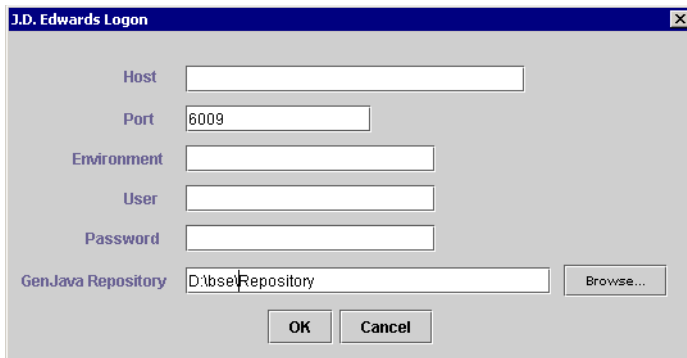 J.D. Edwards Logon
Host
Port 6009
Environment
User
Password
GenJava Repository D:\bse\Repository Browse...
OK Cancel